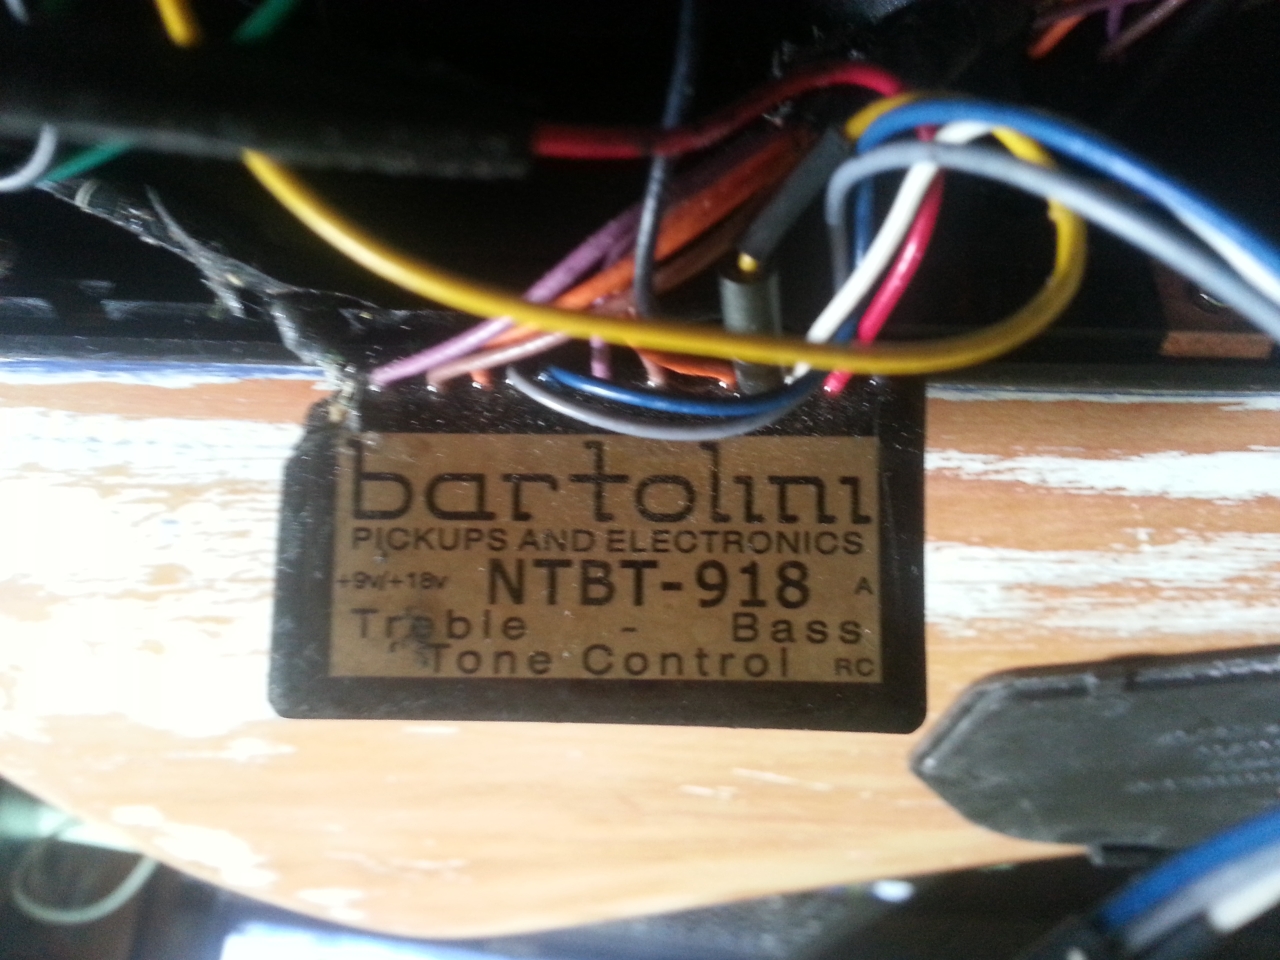 bartolini
PICKUPS AND ELECTRONICS
+9v/+18v NTBT-918 A
Treble - Bass
Tone Control RC